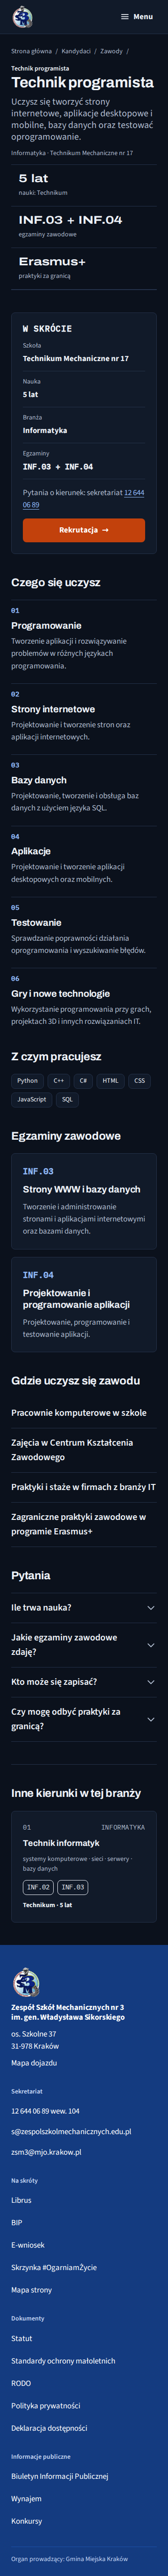 Menu
Strona główna / Kandydaci / Zawody /
Technik programista
Technik programista
Uczysz się tworzyć strony
internetowe, aplikacje desktopowe i
mobilne, bazy danych oraz testować
oprogramowanie.
Informatyka · Technikum Mechaniczne nr 17
5 lat
nauki: Technikum
INF.03 + INF.04
egzaminy zawodowe
Erasmus+
praktyki za granicą
W SKRÓCIE
Szkoła
Technikum Mechaniczne nr 17
Nauka
5 lat
Branża
Informatyka
Egzaminy
INF.03 + INF.04
Pytania o kierunek: sekretariat 12 644
06 89
Rekrutacja →
Czego się uczysz
01
Programowanie
Tworzenie aplikacji i rozwiązywanie
problemów w różnych językach
programowania.
02
Strony internetowe
Projektowanie i tworzenie stron oraz
aplikacji internetowych.
03
Bazy danych
Projektowanie, tworzenie i obsługa baz
danych z użyciem języka SQL.
04
Aplikacje
Projektowanie i tworzenie aplikacji
desktopowych oraz mobilnych.
05
Testowanie
Sprawdzanie poprawności działania
oprogramowania i wyszukiwanie błędów.
06
Gry i nowe technologie
Wykorzystanie programowania przy grach,
projektach 3D i innych rozwiązaniach IT.
Z czym pracujesz
Python C++ C# HTML CSS
JavaScript SQL
Egzaminy zawodowe
INF.03
Strony WWW i bazy danych
Tworzenie i administrowanie
stronami i aplikacjami internetowymi
oraz bazami danych.
INF.04
Projektowanie i
programowanie aplikacji
Projektowanie, programowanie i
testowanie aplikacji.
Gdzie uczysz się zawodu
Pracownie komputerowe w szkole
Zajęcia w Centrum Kształcenia
Zawodowego
Praktyki i staże w firmach z branży IT
Zagraniczne praktyki zawodowe w
programie Erasmus+
Pytania
Ile trwa nauka?
Jakie egzaminy zawodowe
zdaję?
Kto może się zapisać?
Czy mogę odbyć praktyki za
granicą?
Inne kierunki w tej branży
01 INFORMATYKA
Technik informatyk
systemy komputerowe · sieci · serwery ·
bazy danych
INF.02 INF.03
Technikum · 5 lat
Zespół Szkół Mechanicznych nr 3
im. gen. Władysława Sikorskiego
os. Szkolne 37
31-978 Kraków
Mapa dojazdu
Sekretariat
12 644 06 89 wew. 104
s@zespolszkolmechanicznych.edu.pl
zsm3@mjo.krakow.pl
Na skróty
Librus
BIP
E-wniosek
Skrzynka #OgarniamŻycie
Mapa strony
Dokumenty
Statut
Standardy ochrony małoletnich
RODO
Polityka prywatności
Deklaracja dostępności
Informacje publiczne
Biuletyn Informacji Publicznej
Wynajem
Konkursy
Organ prowadzący: Gmina Miejska Kraków